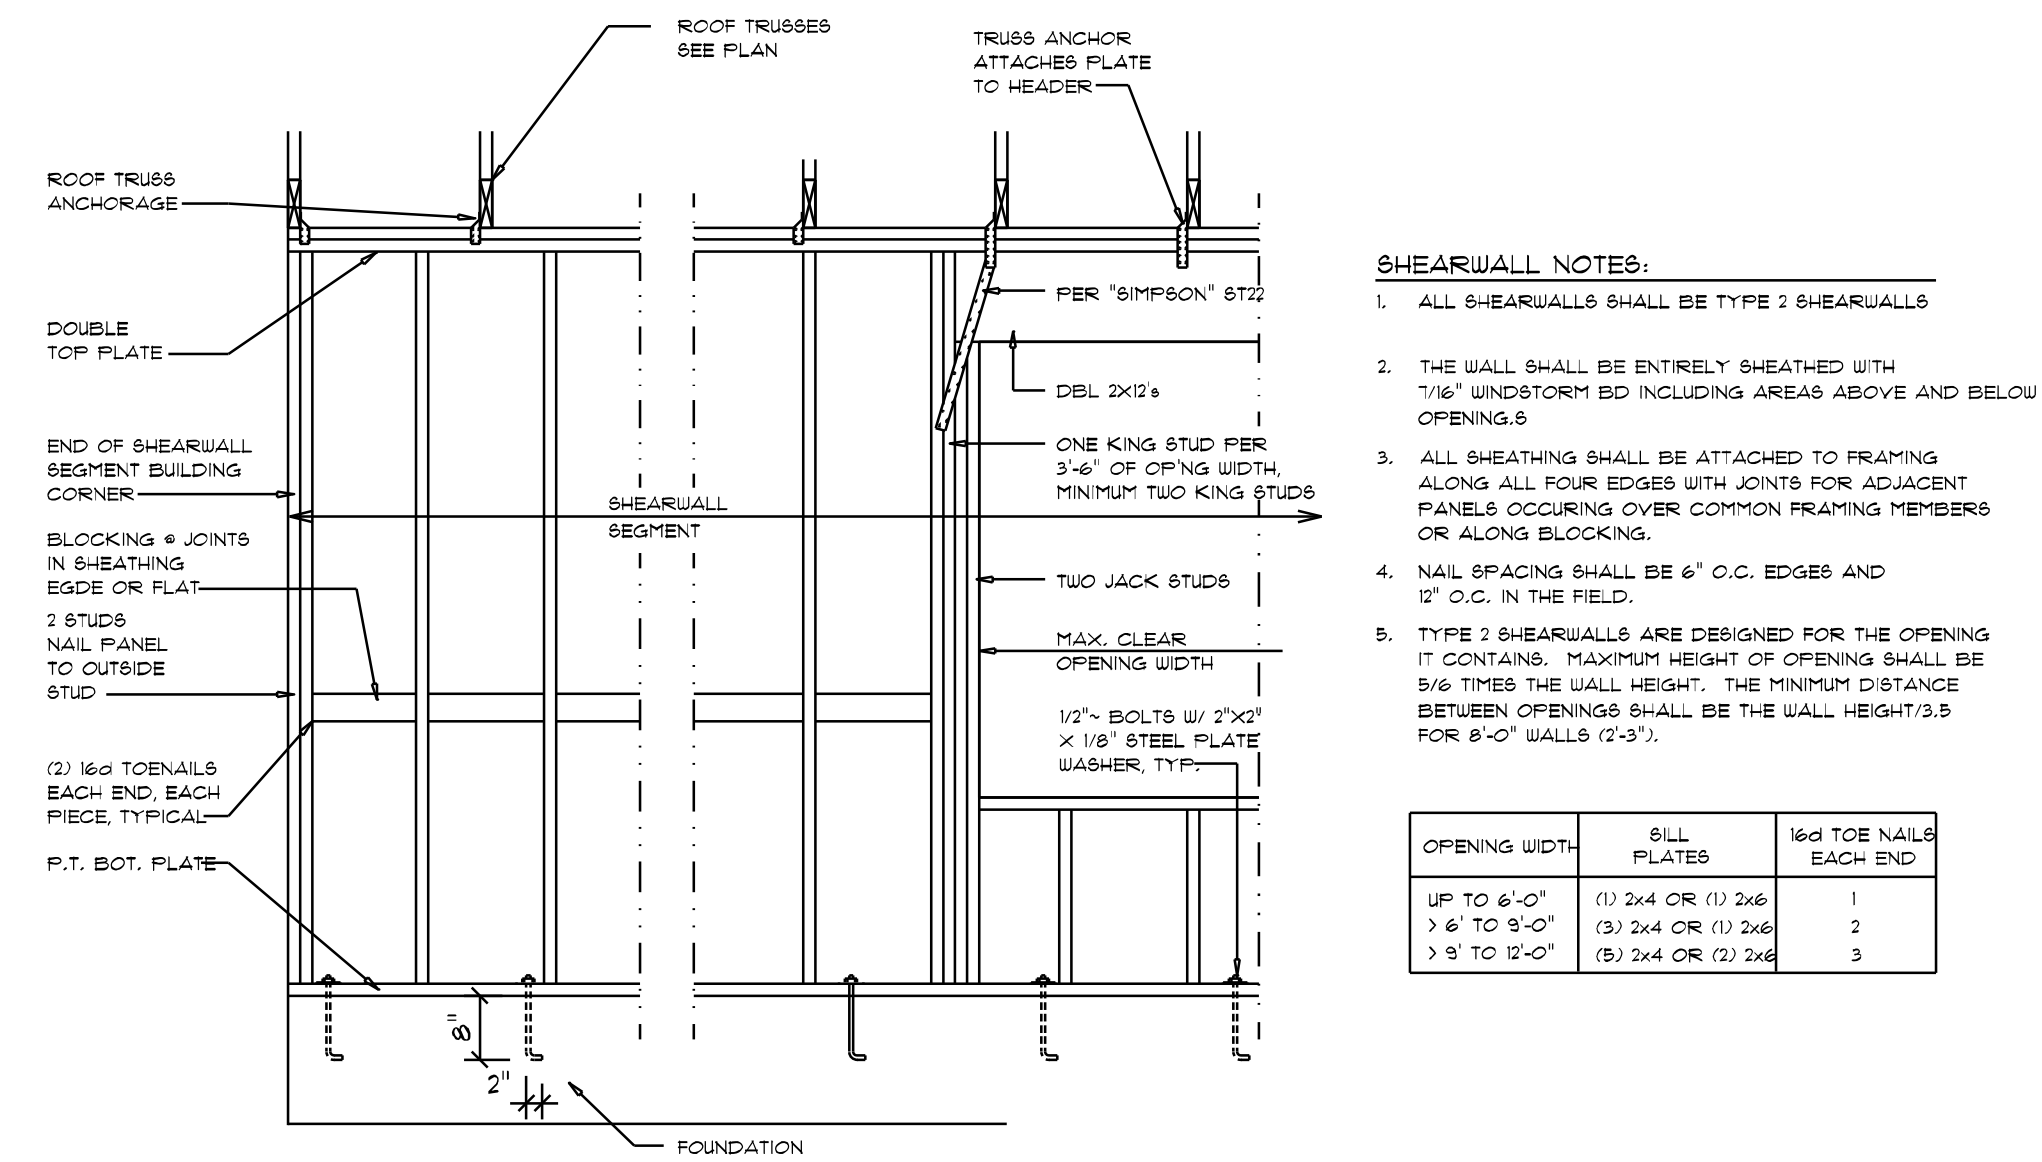 ROOF TRUSSES
SEE PLAN
TRUSS ANCHOR
ATTACHES PLATE
TO HEADER
ROOF TRUSS
ANCHORAGE
DOUBLE
TOP PLATE
END OF SHEARWALL
SEGMENT BUILDING
CORNER
BLOCKING @ JOINTS
IN SHEATHING
EGDE OR FLAT
2 STUDS
NAIL PANEL
TO OUTSIDE
STUD
(2) 16d TOENAILS
EACH END, EACH
PIECE, TYPICAL
P.T. BOT. PLATE
SHEARWALL
SEGMENT
PER "SIMPSON" ST22
DBL 2X12's
ONE KING STUD PER
3'-6" OF OP'NG WIDTH,
MINIMUM TWO KING STUDS
TWO JACK STUDS
MAX. CLEAR
OPENING WIDTH
1/2"~ BOLTS W/ 2"X2"
X 1/8" STEEL PLATE
WASHER, TYP.
8"
2"
FOUNDATION
SHEARWALL NOTES:
1. ALL SHEARWALLS SHALL BE TYPE 2 SHEARWALLS
2. THE WALL SHALL BE ENTIRELY SHEATHED WITH
7/16" WINDSTORM BD INCLUDING AREAS ABOVE AND BELOW
OPENING.S
3. ALL SHEATHING SHALL BE ATTACHED TO FRAMING
ALONG ALL FOUR EDGES WITH JOINTS FOR ADJACENT
PANELS OCCURING OVER COMMON FRAMING MEMBERS
OR ALONG BLOCKING.
4. NAIL SPACING SHALL BE 6" O.C. EDGES AND
12" O.C. IN THE FIELD.
5. TYPE 2 SHEARWALLS ARE DESIGNED FOR THE OPENING
IT CONTAINS. MAXIMUM HEIGHT OF OPENING SHALL BE
5/6 TIMES THE WALL HEIGHT. THE MINIMUM DISTANCE
BETWEEN OPENINGS SHALL BE THE WALL HEIGHT/3.5
FOR 8'-0" WALLS (2'-3").
OPENING WIDTH
SILL
PLATES
16d TOE NAILS
EACH END
UP TO 6'-0" (1) 2x4 OR (1) 2x6 1
> 6' TO 9'-0" (3) 2x4 OR (1) 2x6 2
> 9' TO 12'-0" (5) 2x4 OR (2) 2x6 3